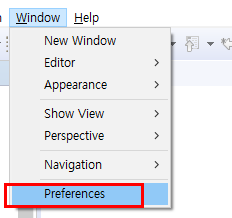 Window Help
New Window
Editor
Appearance
Show View
Perspective
Navigation
Preferences